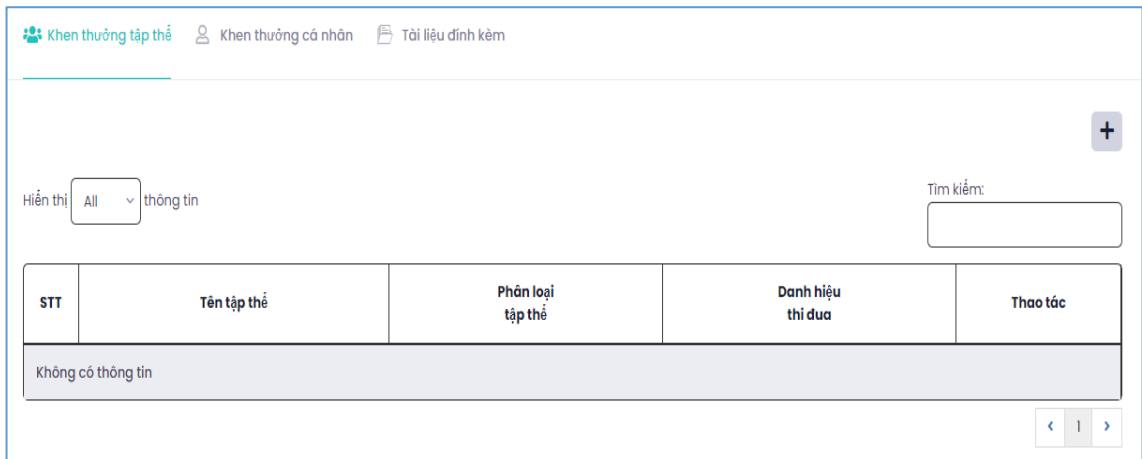 Khen thưởng tập thể Khen thưởng cá nhân Tài liệu đính kèm
+
Hiển thị All thông tin
Tìm kiếm:
STT Tên tập thể Phân loại tập thể Danh hiệu thi đua Thao tác
Không có thông tin
‹ 1 ›